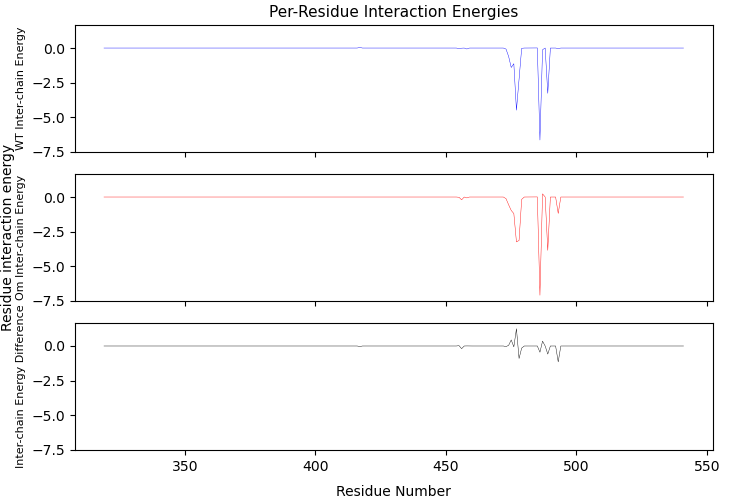 Per-Residue Interaction Energies
Residue interaction energy
WT Inter-chain Energy
0.0
−2.5
−5.0
−7.5
Om Inter-chain Energy
0.0
−2.5
−5.0
−7.5
Inter-chain Energy Difference
0.0
−2.5
−5.0
−7.5
350 400 450 500 550
Residue Number